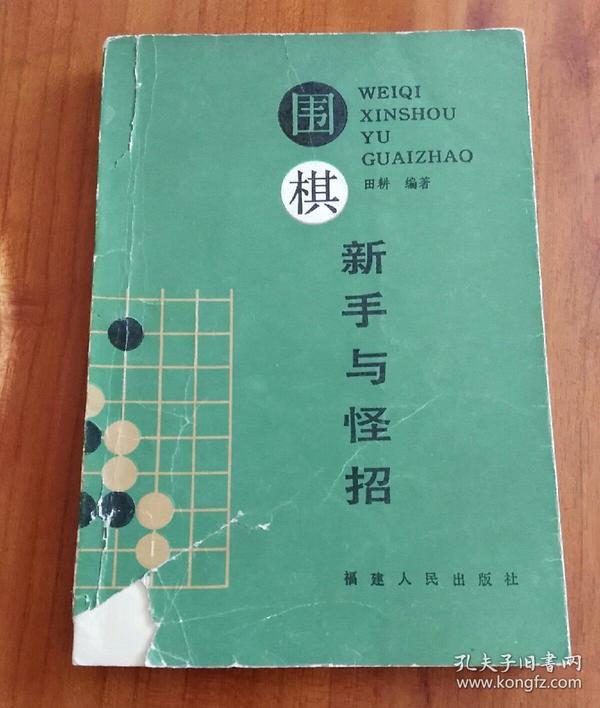 围棋
WEIQI
XINSHOU
YU
GUAIZHAO
田耕 编著
新手与怪招
福建人民出版社
孔夫子旧書网
www.kongfz.com